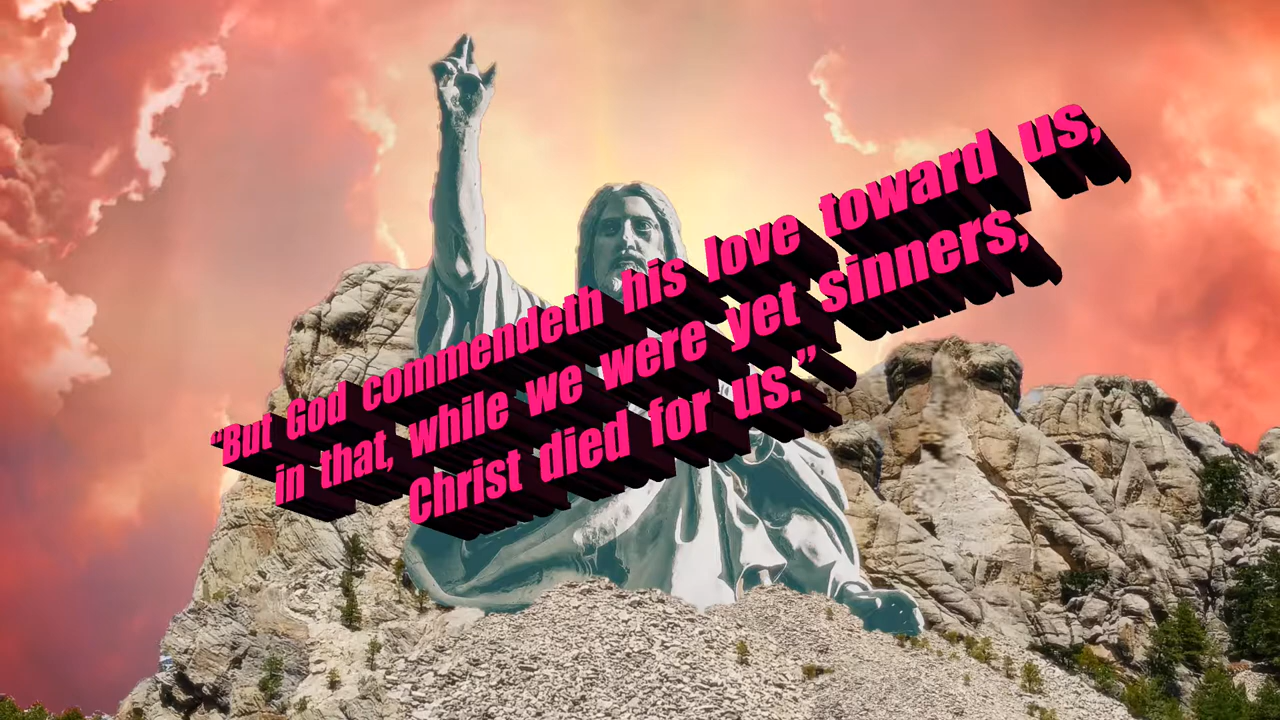 “But God commendeth his love toward us,
in that, while we were yet sinners,
Christ died for us.”